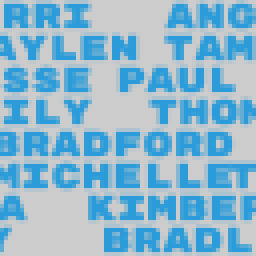 RRI ANG
AYLEN TAM
SSE PAUL
ILY THOM
BRADFORD
MICHELLET
A KIMBER
Y BRADL